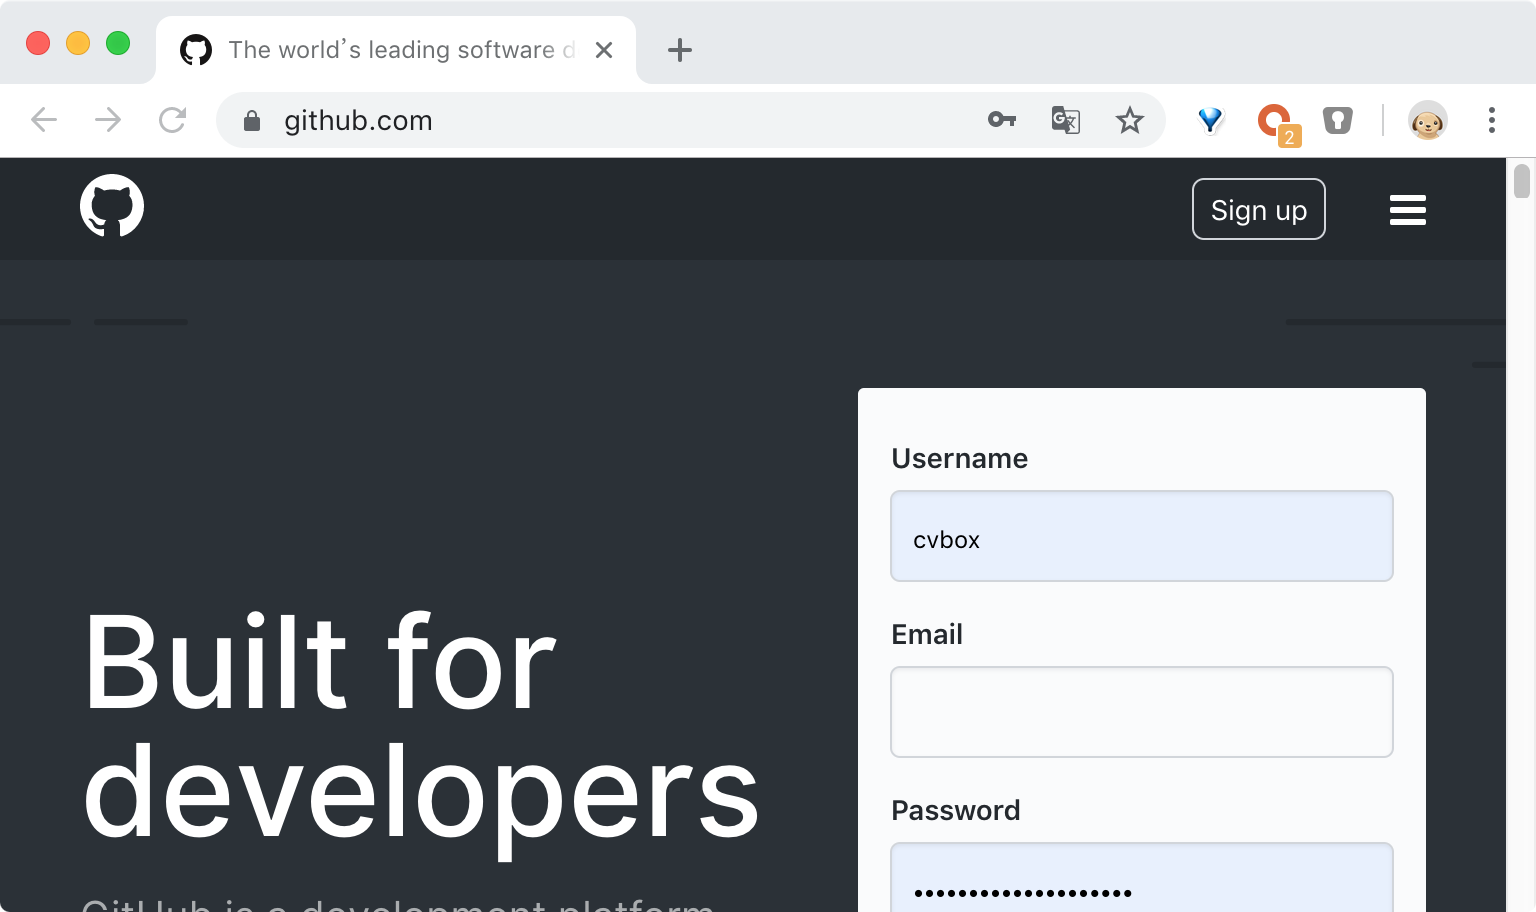 The world's leading software d
github.com
2
Sign up
Username
cvbox
Email
Built for
developers
Password
••••••••••••••••••••
GitHub is a development platform